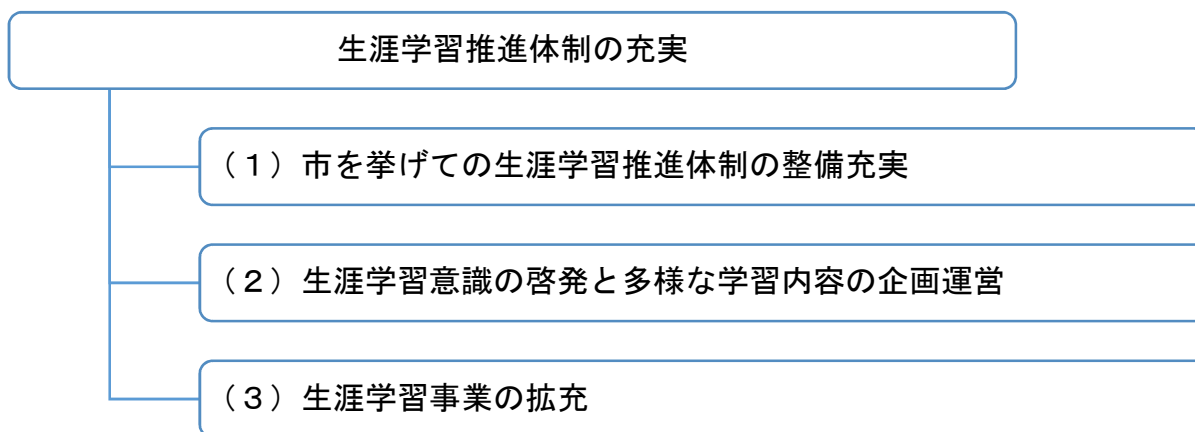 生涯学習推進体制の充実
（１）市を挙げての生涯学習推進体制の整備充実
（２）生涯学習意識の啓発と多様な学習内容の企画運営
（３）生涯学習事業の拡充